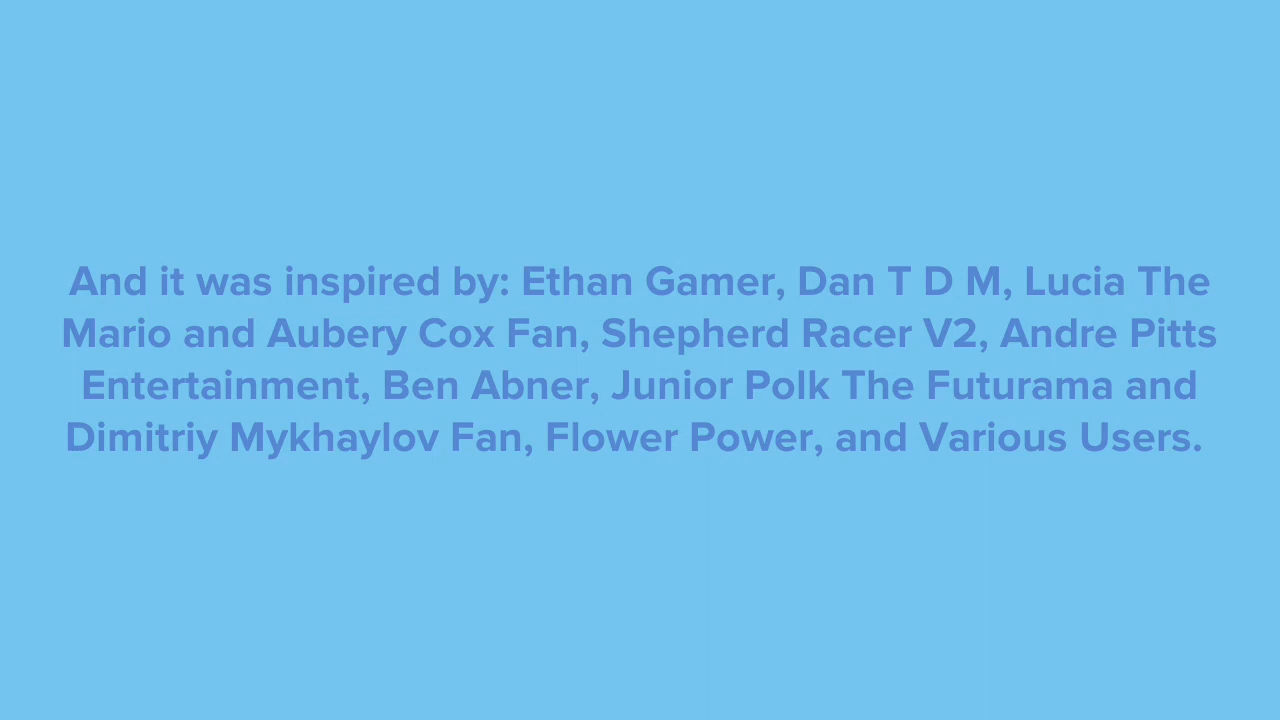 And it was inspired by: Ethan Gamer, Dan T D M, Lucia The
Mario and Aubery Cox Fan, Shepherd Racer V2, Andre Pitts
Entertainment, Ben Abner, Junior Polk The Futurama and
Dimitriy Mykhaylov Fan, Flower Power, and Various Users.